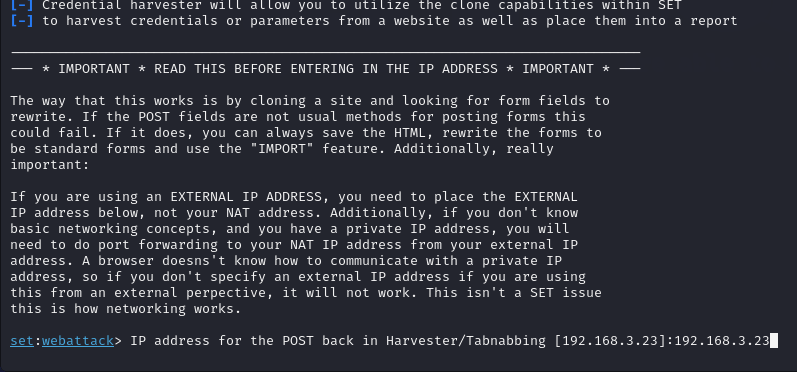 [-] Credential harvester will allow you to utilize the clone capabilities within SET
[-] to harvest credentials or parameters from a website as well as place them into a report
--- * IMPORTANT * READ THIS BEFORE ENTERING IN THE IP ADDRESS * IMPORTANT * ---
The way that this works is by cloning a site and looking for form fields to
rewrite. If the POST fields are not usual methods for posting forms this
could fail. If it does, you can always save the HTML, rewrite the forms to
be standard forms and use the "IMPORT" feature. Additionally, really
important:
If you are using an EXTERNAL IP ADDRESS, you need to place the EXTERNAL
IP address below, not your NAT address. Additionally, if you don't know
basic networking concepts, and you have a private IP address, you will
need to do port forwarding to your NAT IP address from your external IP
address. A browser doesns't know how to communicate with a private IP
address, so if you don't specify an external IP address if you are using
this from an external perpective, it will not work. This isn't a SET issue
this is how networking works.
set:webattack> IP address for the POST back in Harvester/Tabnabbing [192.168.3.23]:192.168.3.23